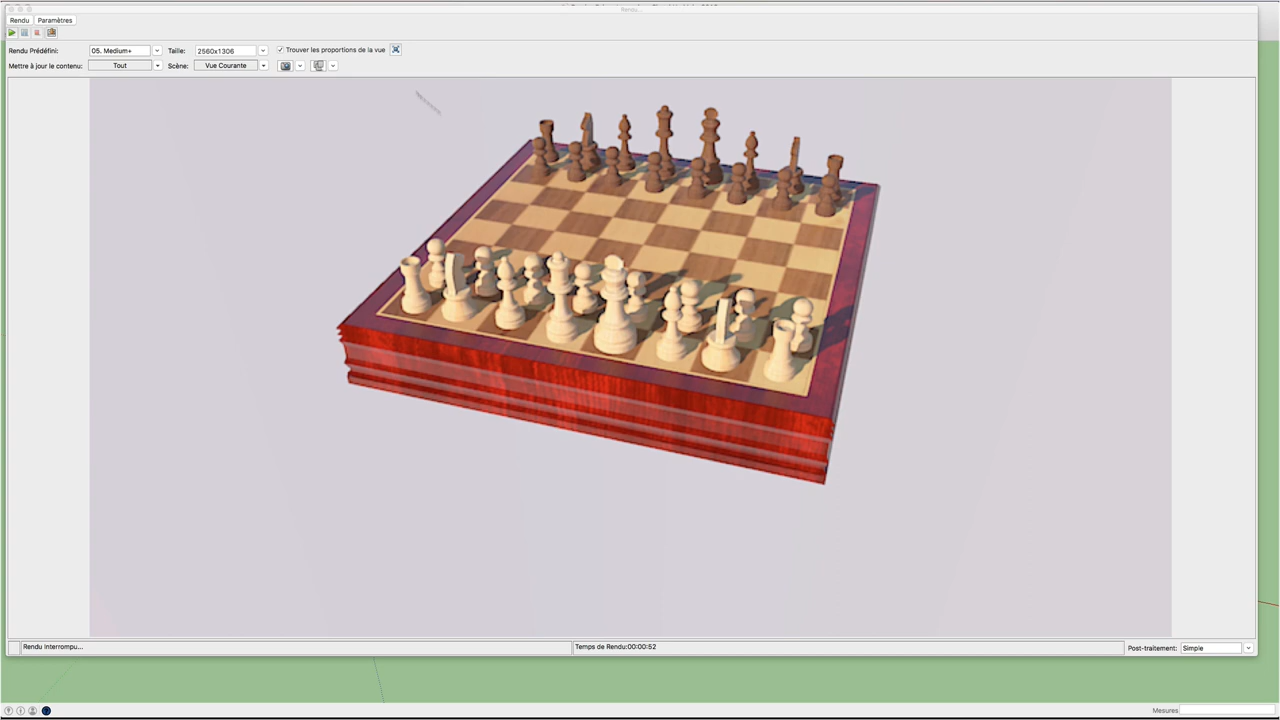 Rendu...
Rendu Paramètres
Rendu Prédéfini: 05. Medium+ Taille: 2560x1306 Trouver les proportions de la vue
Mettre à jour le contenu: Tout Scène: Vue Courante
Rendu Interrompu... Temps de Rendu:00:00:52 Post-traitement: Simple
Mesures